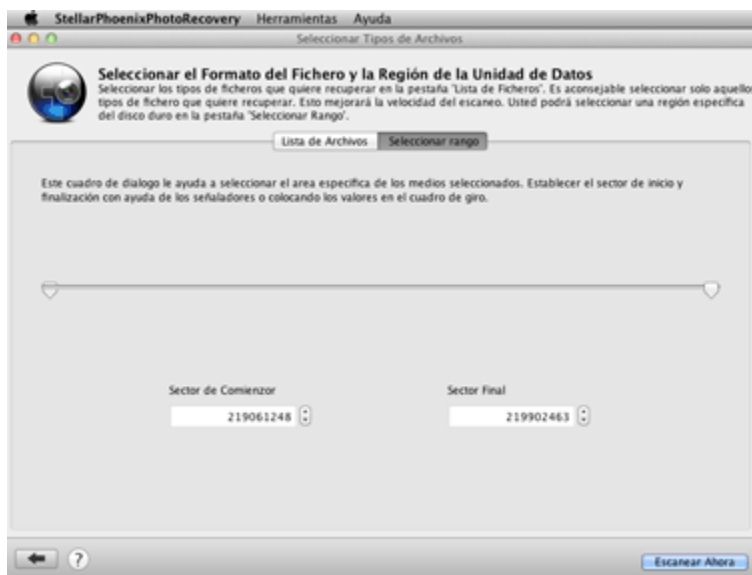 StellarPhoenixPhotoRecovery Herramientas Ayuda
Seleccionar Tipos de Archivos
Seleccionar el Formato del Fichero y la Región de la Unidad de Datos
Seleccionar los tipos de ficheros que quiere recuperar en la pestaña 'Lista de Ficheros'. Es aconsejable seleccionar solo aquello
tipos de fichero que quiere recuperar. Esto mejorará la velocidad del escaneo. Usted podrá seleccionar una región específica
del disco duro en la pestaña 'Seleccionar Rango'.
Lista de Archivos Seleccionar rango
Este cuadro de dialogo le ayuda a seleccionar el area especifica de los medios seleccionados. Establecer el sector de inicio y
finalización con ayuda de los señaladores o colocando los valores en el cuadro de giro.
Sector de Comienzor Sector Final
219061248 219902463
? Escanear Ahora